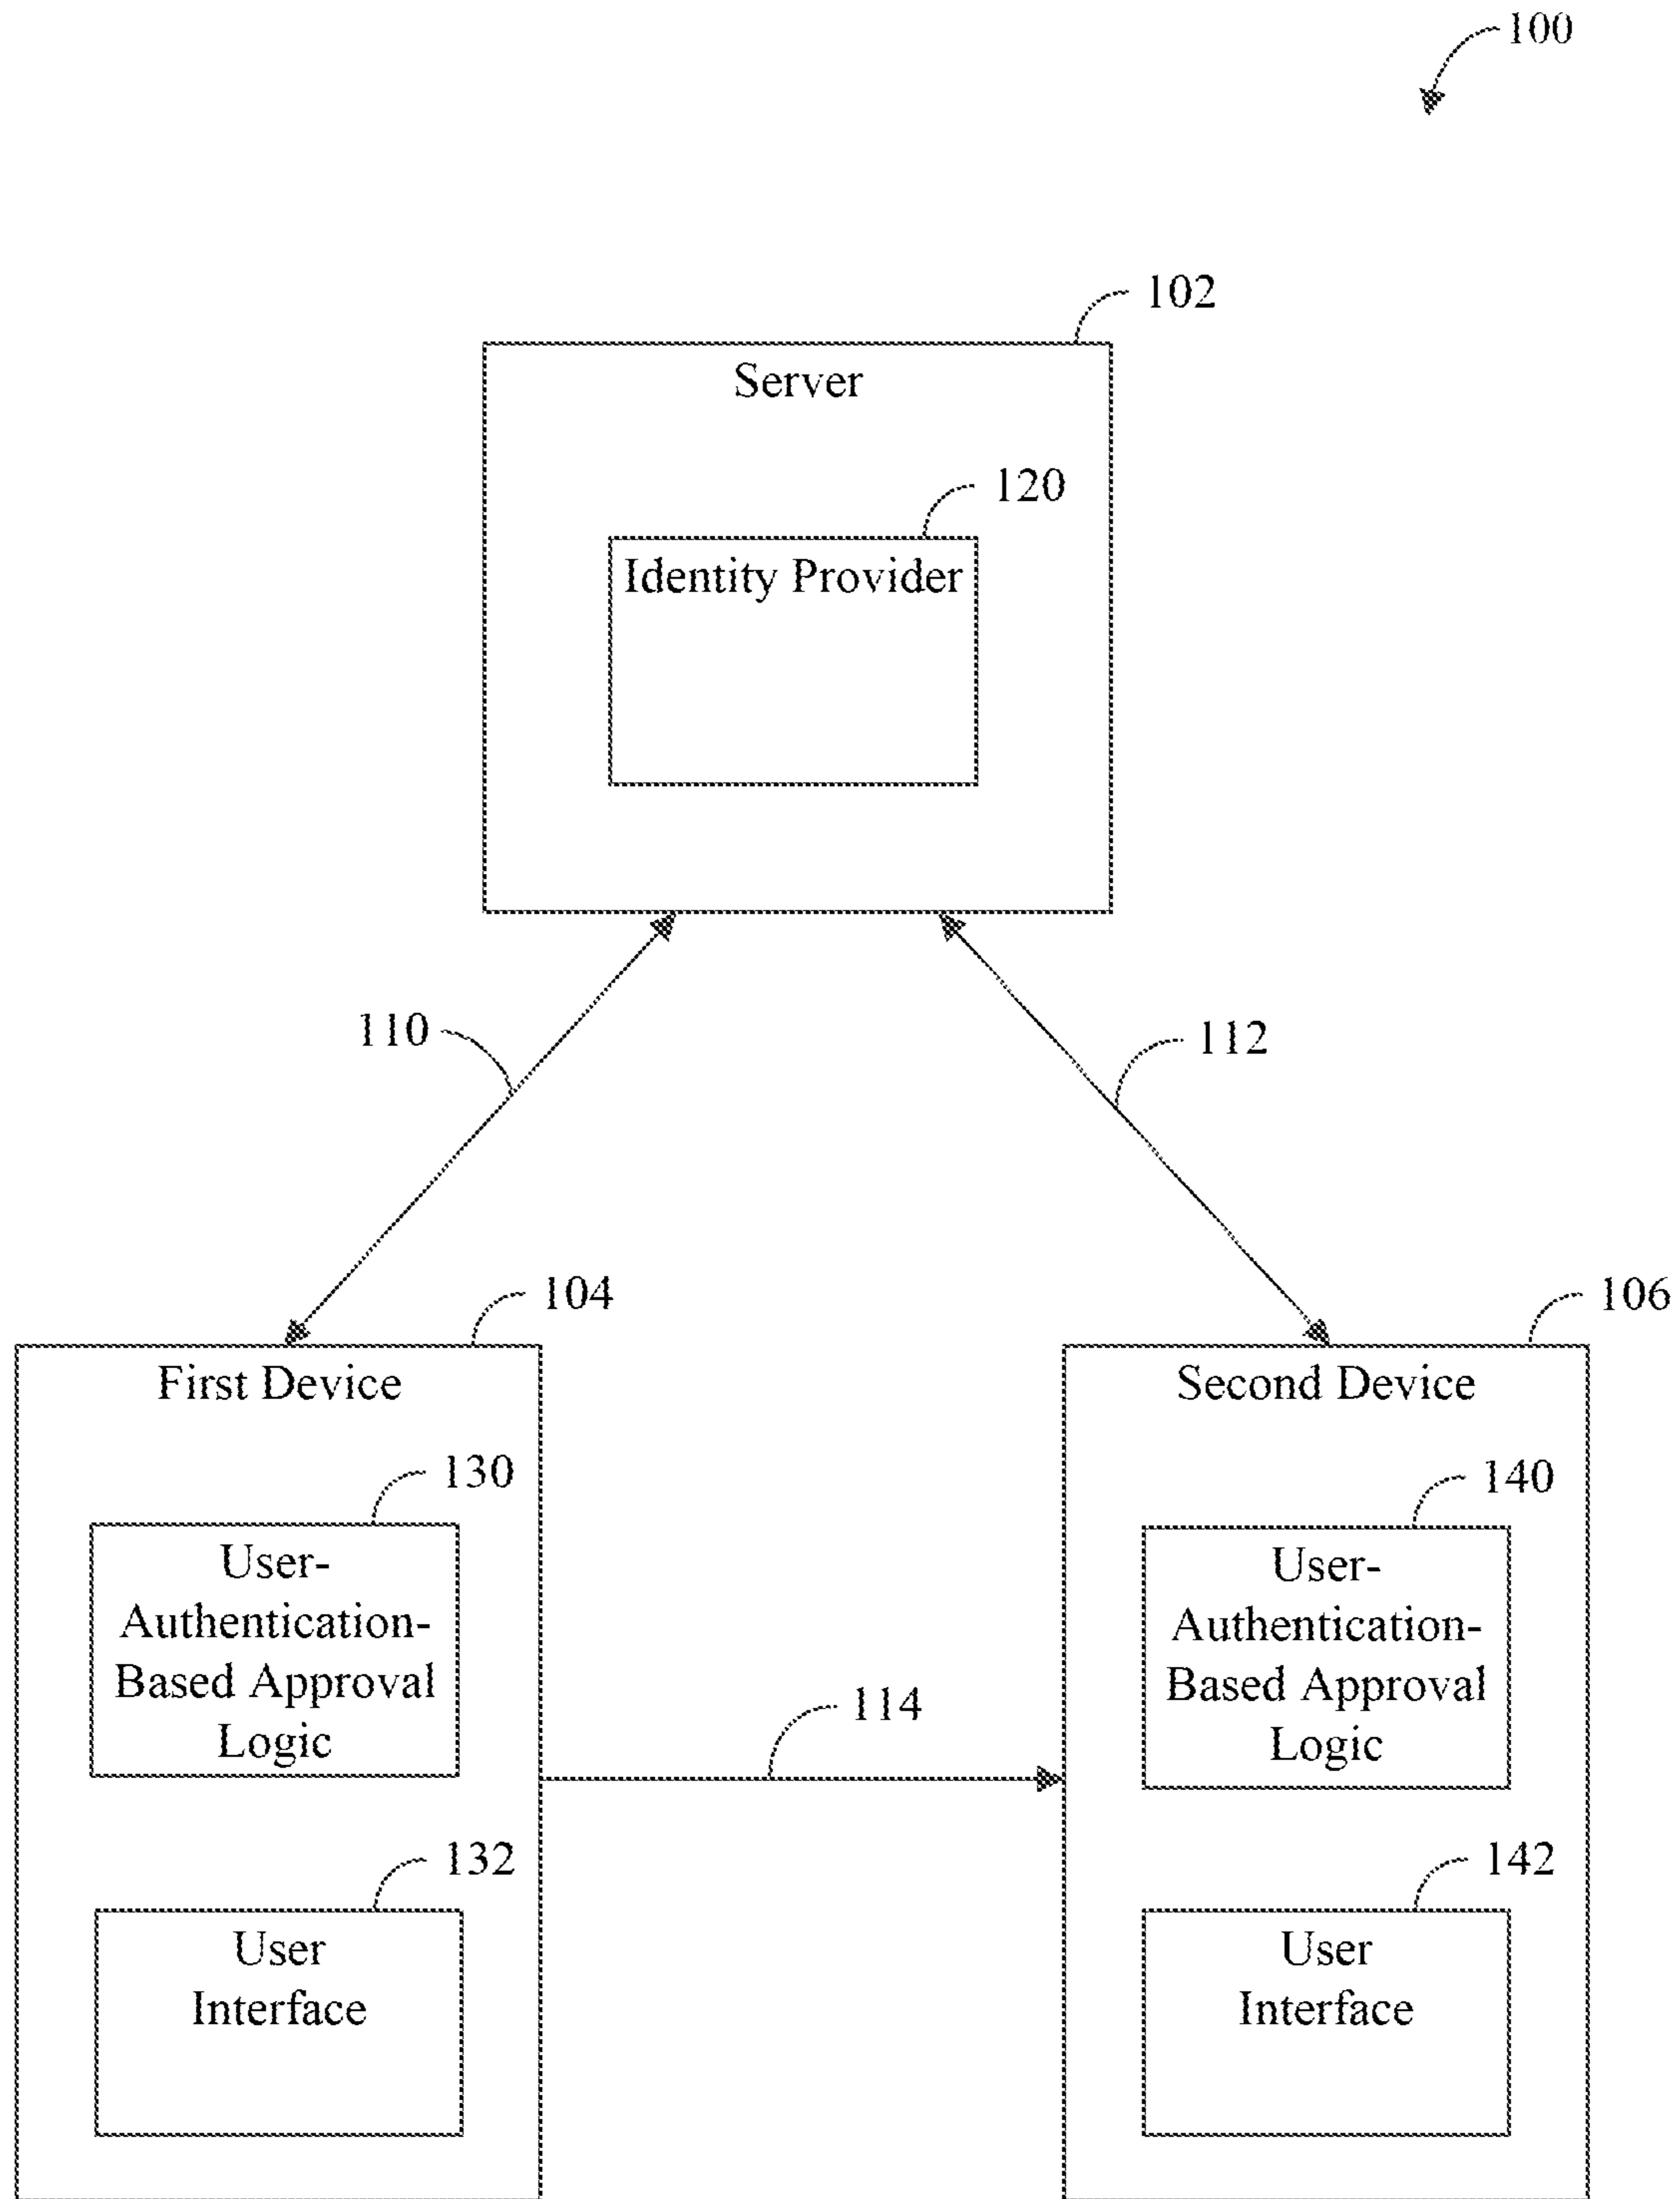 100
102
Server
120
Identity Provider
110
112
104
106
First Device
Second Device
130
140
User-
Authentication-
Based Approval
Logic
User-
Authentication-
Based Approval
Logic
114
132
142
User
Interface
User
Interface